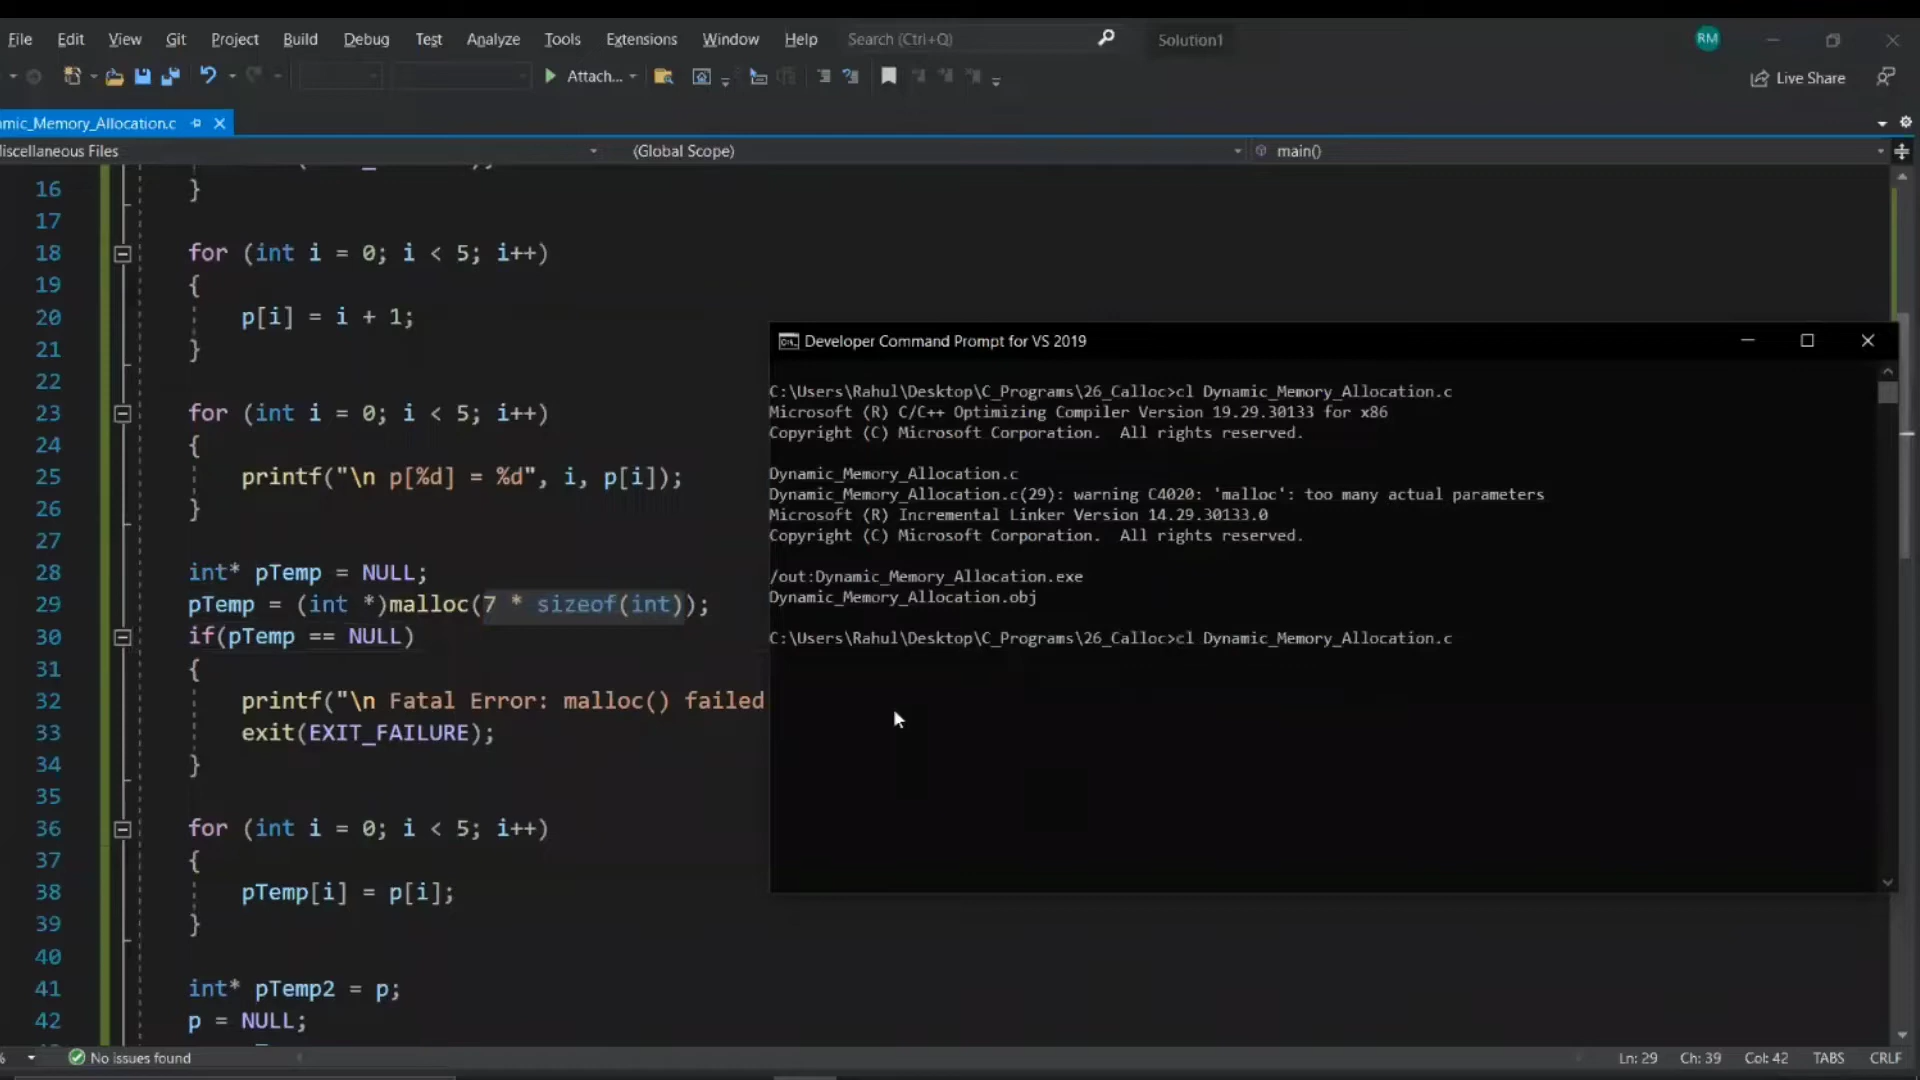 File Edit View Git Project Build Debug Test Analyze Tools Extensions Window Help Search (Ctrl+Q) Solution1 RM
Attach... Live Share
mic_Memory_Allocation.c
iscellaneous Files (Global Scope) main()
16 }
17
18 for (int i = 0; i < 5; i++)
19 {
20 p[i] = i + 1;
21 }
22
23 for (int i = 0; i < 5; i++)
24 {
25 printf("\n p[%d] = %d", i, p[i]);
26 }
27
28 int* pTemp = NULL;
29 pTemp = (int *)malloc(7 * sizeof(int));
30 if(pTemp == NULL)
31 {
32 printf("\n Fatal Error: malloc() failed
33 exit(EXIT_FAILURE);
34 }
35
36 for (int i = 0; i < 5; i++)
37 {
38 pTemp[i] = p[i];
39 }
40
41 int* pTemp2 = p;
42 p = NULL;
Developer Command Prompt for VS 2019
C:\Users\Rahul\Desktop\C_Programs\26_Calloc>cl Dynamic_Memory_Allocation.c
Microsoft (R) C/C++ Optimizing Compiler Version 19.29.30133 for x86
Copyright (C) Microsoft Corporation.  All rights reserved.
Dynamic_Memory_Allocation.c
Dynamic_Memory_Allocation.c(29): warning C4020: 'malloc': too many actual parameters
Microsoft (R) Incremental Linker Version 14.29.30133.0
Copyright (C) Microsoft Corporation.  All rights reserved.
/out:Dynamic_Memory_Allocation.exe
Dynamic_Memory_Allocation.obj
C:\Users\Rahul\Desktop\C_Programs\26_Calloc>cl Dynamic_Memory_Allocation.c
% No issues found Ln: 29 Ch: 39 Col: 42 TABS CRLF